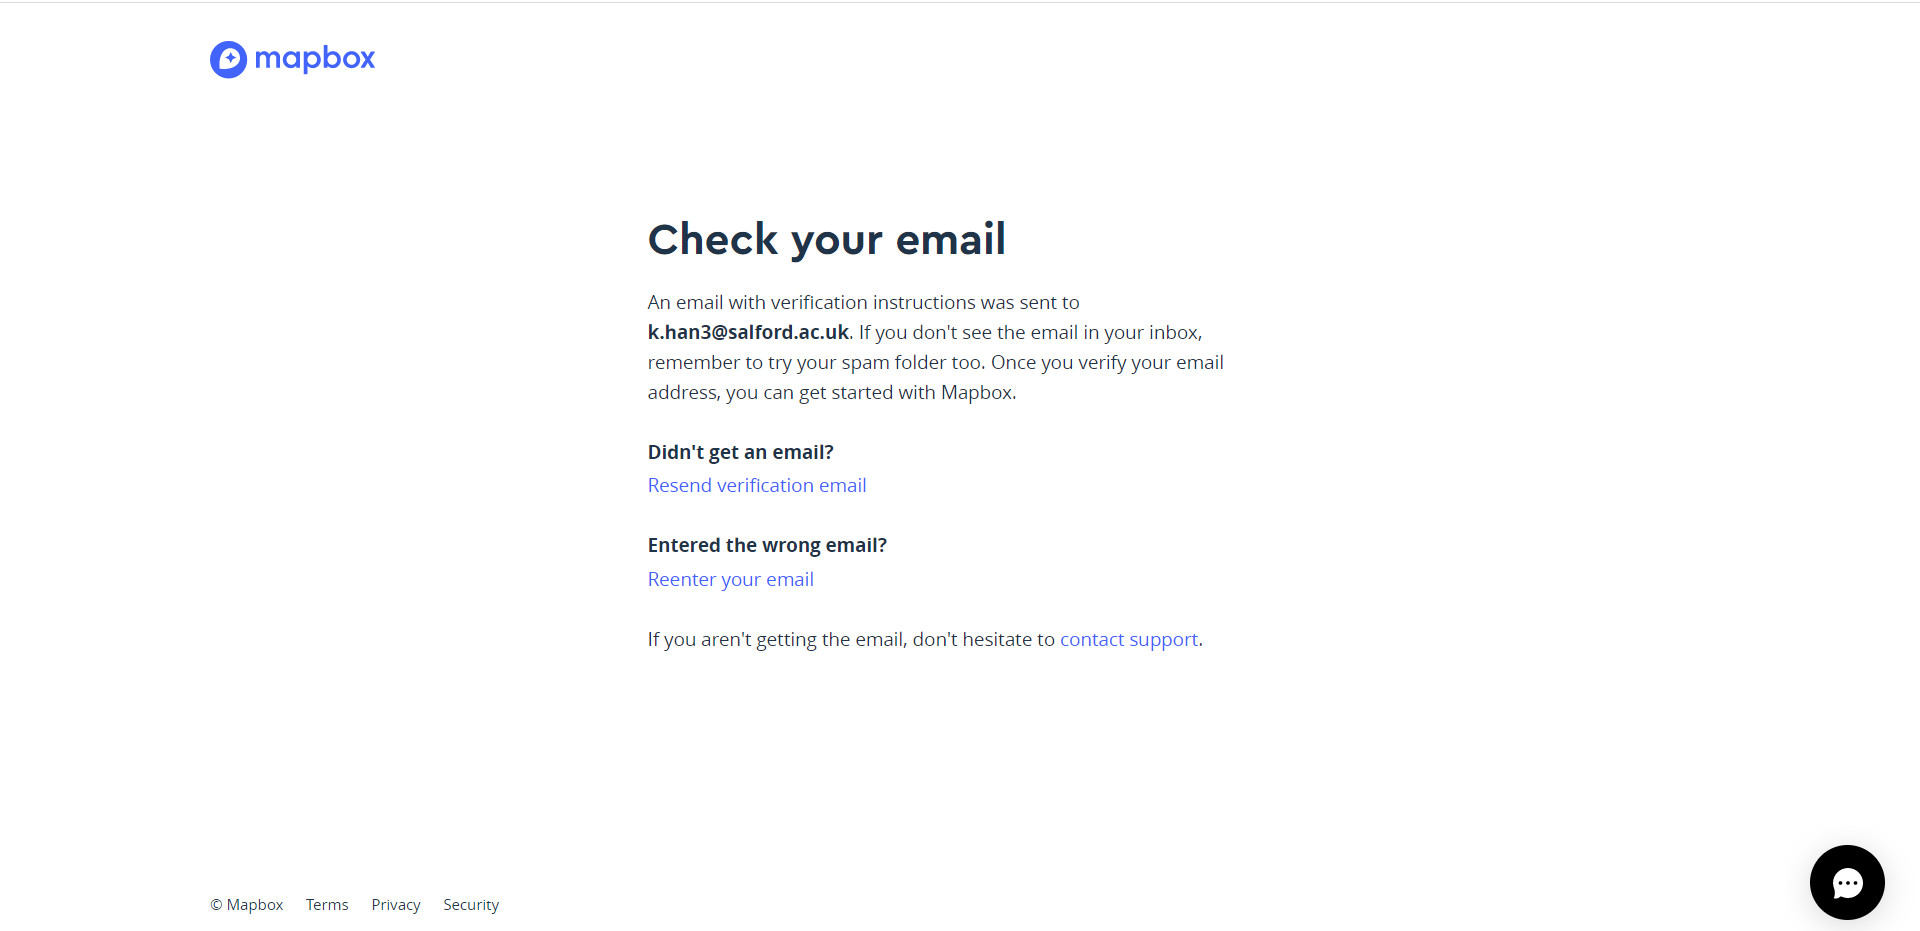 mapbox
Check your email
An email with verification instructions was sent to
k.han3@salford.ac.uk. If you don't see the email in your inbox,
remember to try your spam folder too. Once you verify your email
address, you can get started with Mapbox.
Didn't get an email?
Resend verification email
Entered the wrong email?
Reenter your email
If you aren't getting the email, don't hesitate to contact support.
© Mapbox Terms Privacy Security